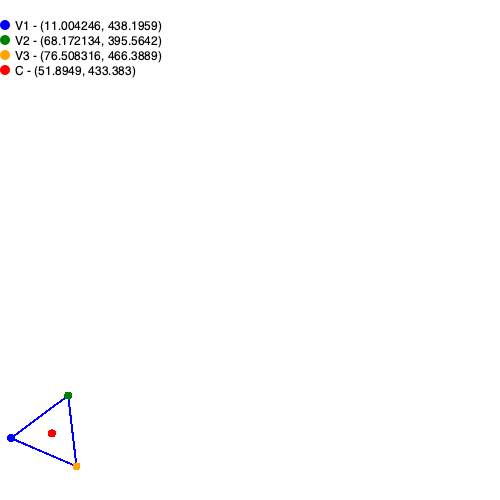 V1 - (11.004246, 438.1959)
V2 - (68.172134, 395.5642)
V3 - (76.508316, 466.3889)
C - (51.8949, 433.383)